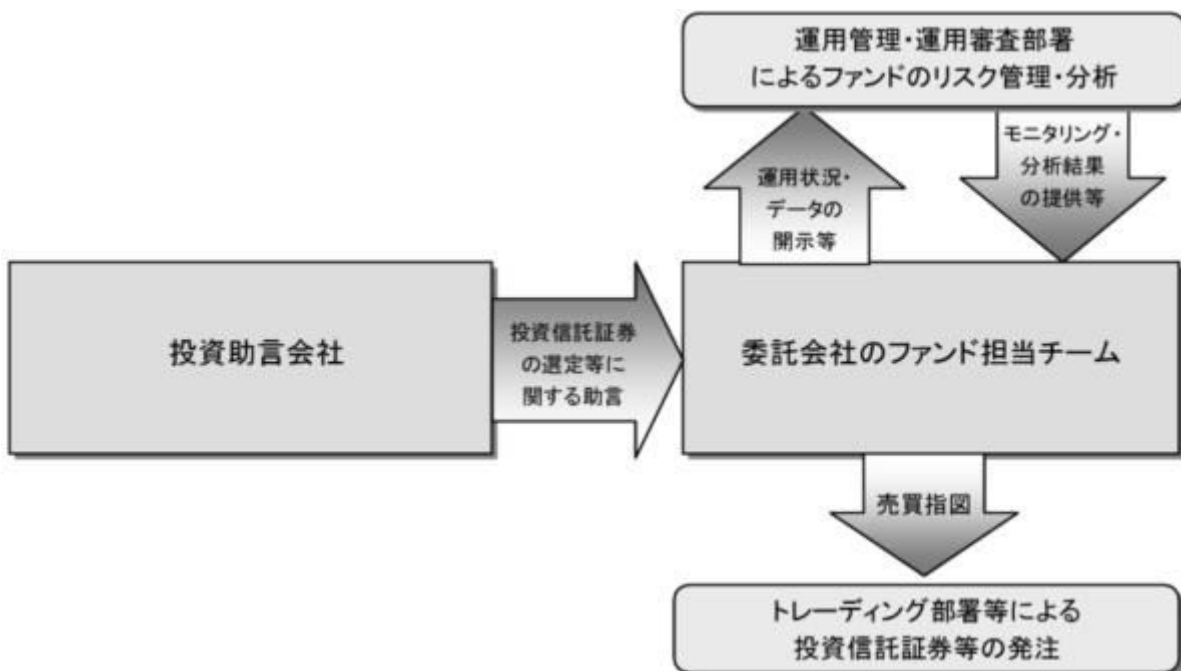 運用管理・運用審査部署
によるファンドのリスク管理・分析
運用状況・
データの
開示等
モニタリング・
分析結果
の提供等
投資助言会社
投資信託証券
の選定等に
関する助言
委託会社のファンド担当チーム
売買指図
トレーディング部署等による
投資信託証券等の発注